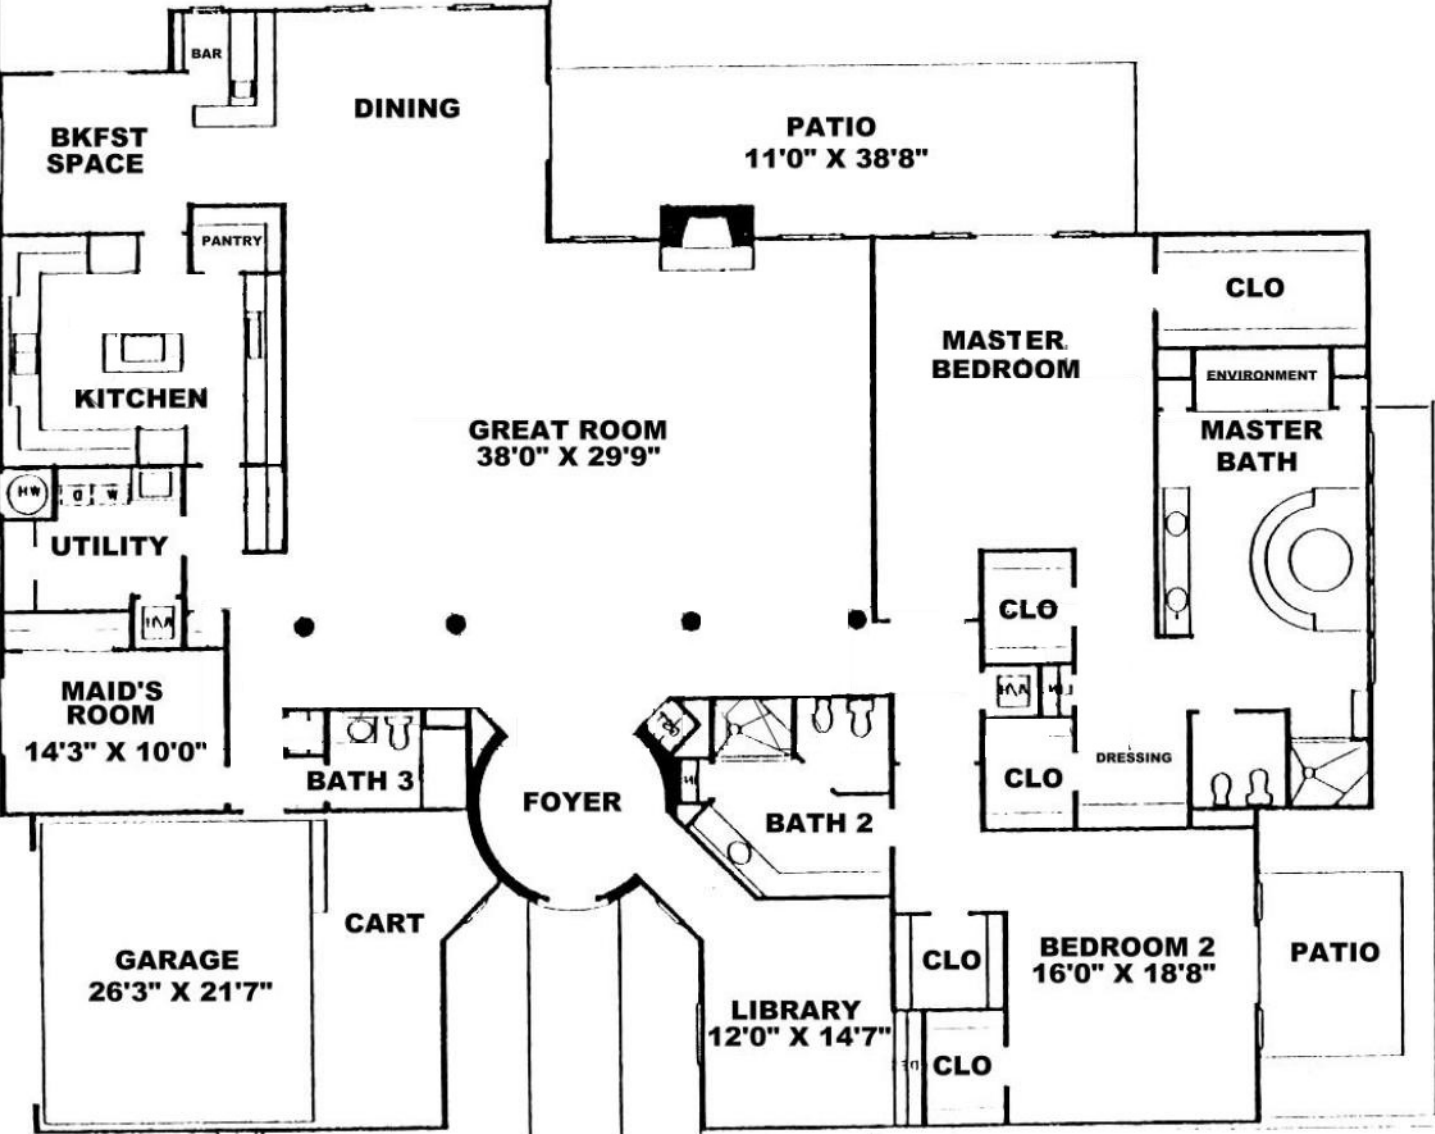 BAR
DINING
BKFST
SPACE
PATIO
11'0" X 38'8"
PANTRY
CLO
MASTER
BEDROOM
ENVIRONMENT
KITCHEN
GREAT ROOM
38'0" X 29'9"
MASTER
BATH
HW
D
W
UTILITY
CLO
MAID'S
ROOM
14'3" X 10'0"
DRESSING
CLO
BATH 3
FOYER
BATH 2
CART
GARAGE
26'3" X 21'7"
CLO
BEDROOM 2
16'0" X 18'8"
PATIO
LIBRARY
12'0" X 14'7"
CLO